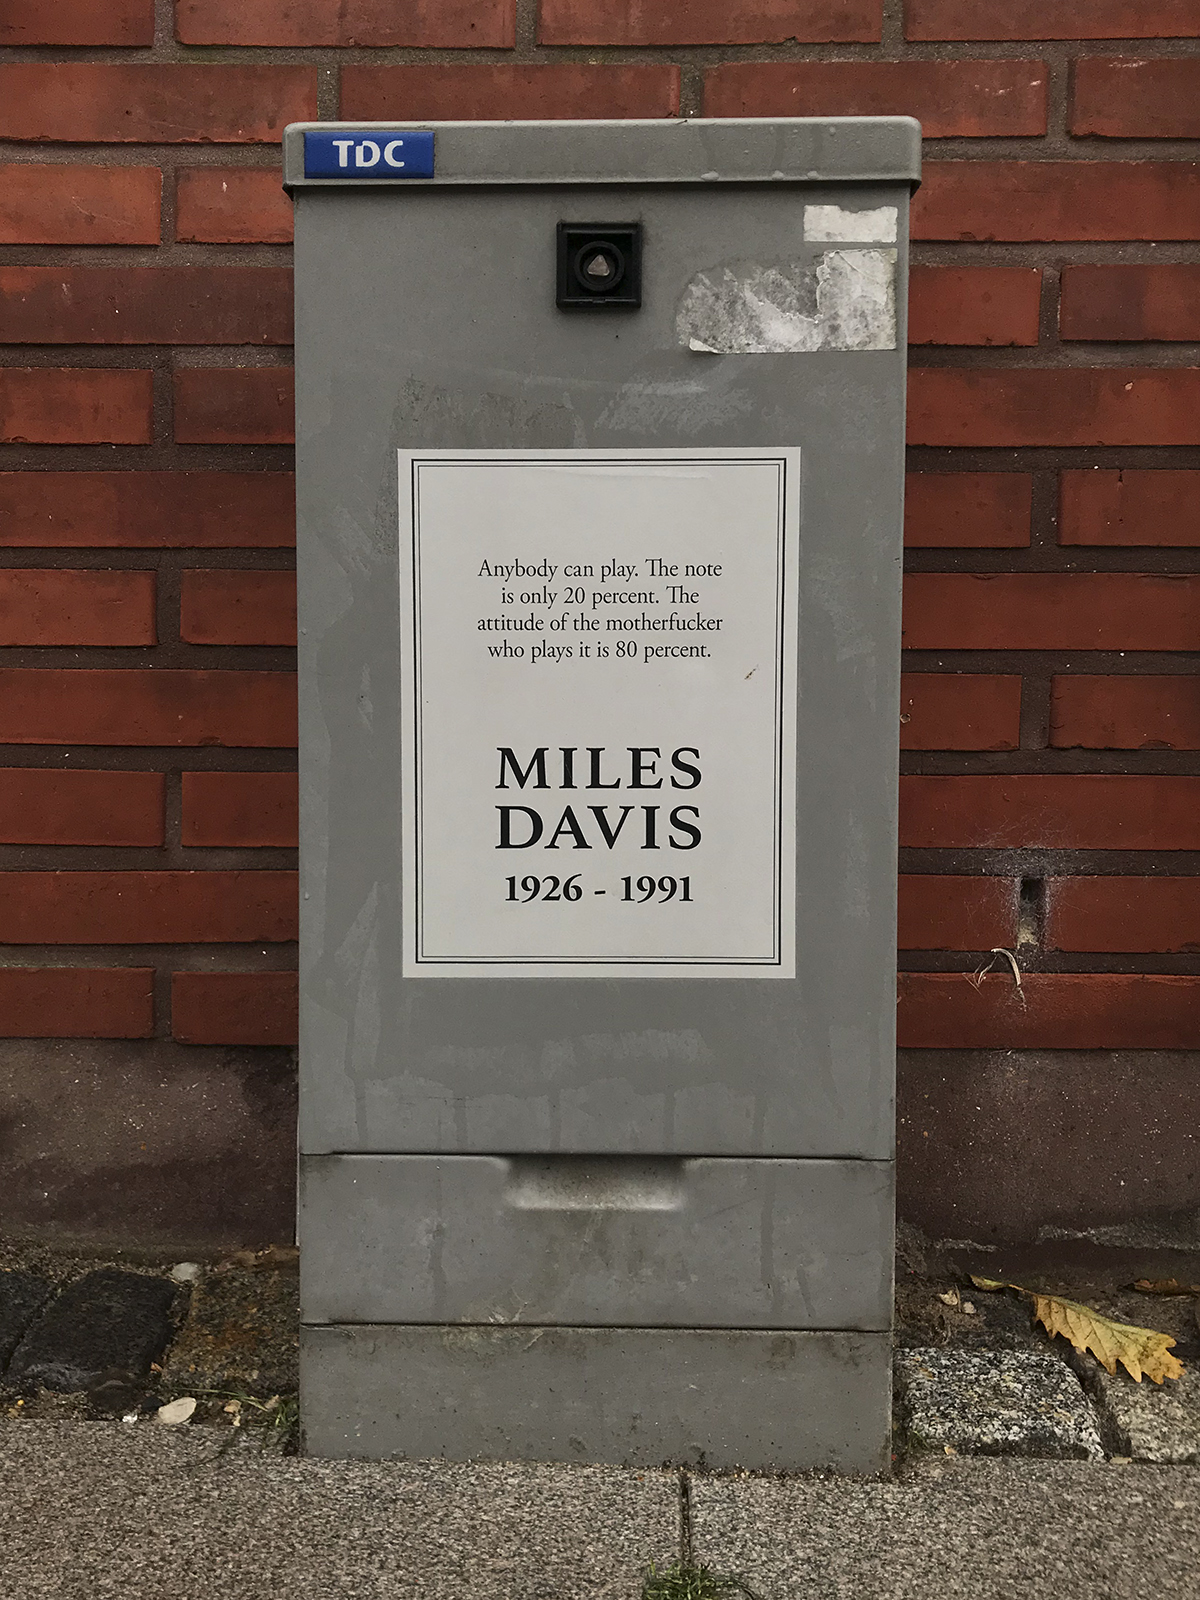 TDC
Anybody can play. The note
is only 20 percent. The
attitude of the motherfucker
who plays it is 80 percent.
MILES
DAVIS
1926 - 1991